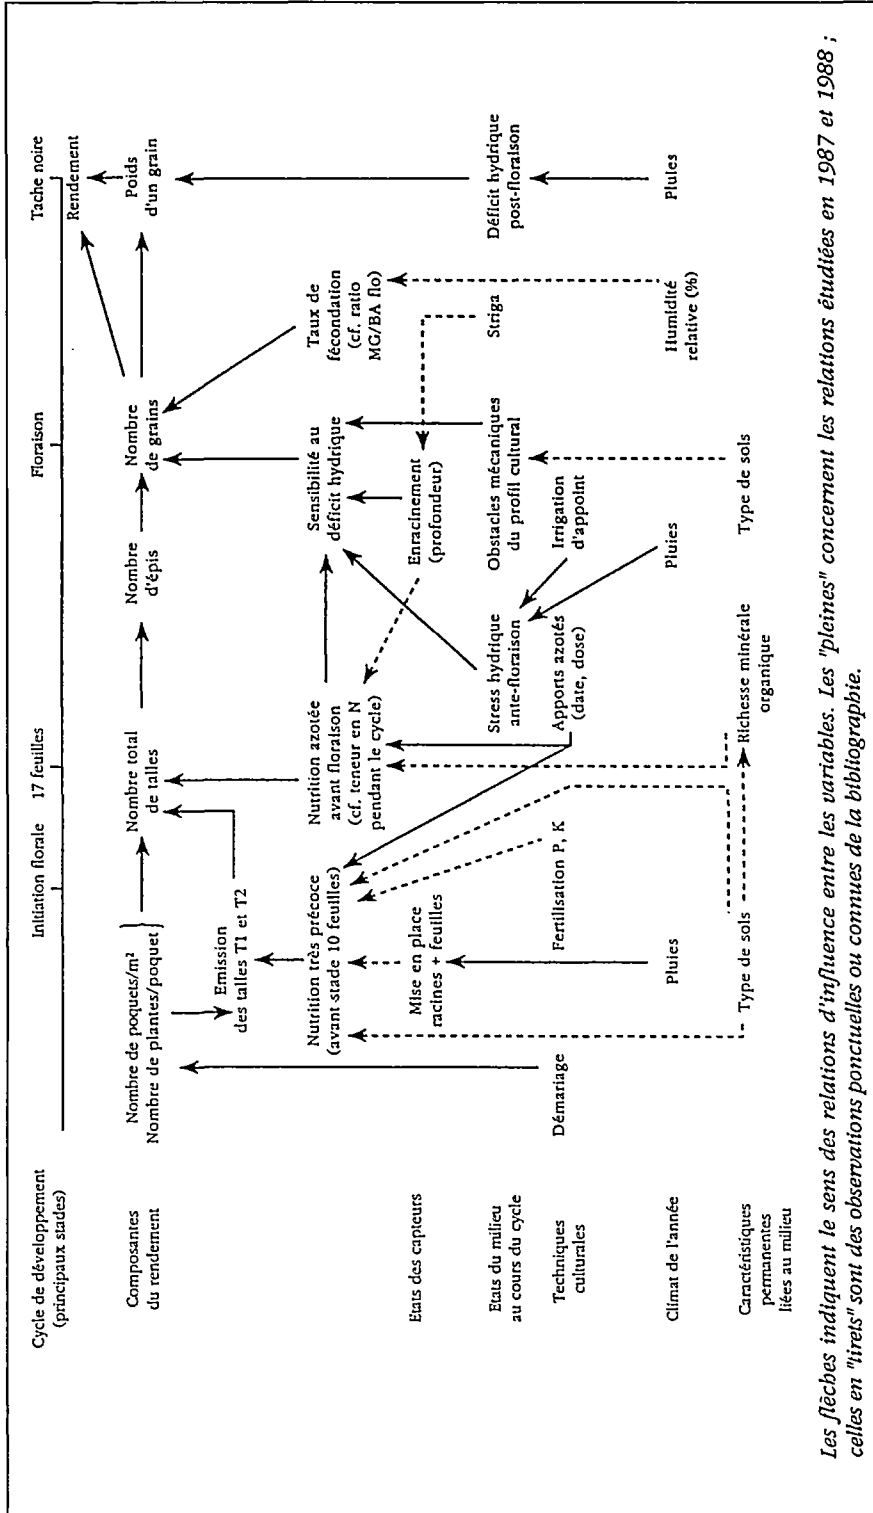 Cycle de développement
(principaux stades)
Initiation florale
17 feuilles
Floraison
Tache noire
Rendement
Composantes
du rendement
Nombre de poquets/m²
Nombre de plantes/poquet
Nombre total
de talles
Nombre
d'épis
Nombre
de grains
Poids
d'un grain
Emission
des talles T1 et T2
Nutrition très précoce
(avant stade 10 feuilles)
Nutrition azotée
avant floraison
(cf. teneur en N
pendant le cycle)
Sensibilité au
déficit hydrique
Taux de
fécondation
(cf. ratio
MG/BA flo)
Etats des capteurs
Mise en place
racines + feuilles
Enracinement
(profondeur)
Etats du milieu
au cours du cycle
Stress hydrique
ante-floraison
Obstacles mécaniques
du profil cultural
Striga
Déficit hydrique
post-floraison
Techniques
culturales
Démariage
Fertilisation P, K
Apports azotés
(date, dose)
Irrigation
d'appoint
Climat de l'année
Pluies
Pluies
Humidité
relative (%)
Pluies
Caractéristiques
permanentes
liées au milieu
Type de sols
Richesse minérale
organique
Type de sols
Les flèches indiquent le sens des relations d'influence entre les variables. Les "pleines" concernent les relations étudiées en 1987 et 1988 ;
celles en "tirets" sont des observations ponctuelles ou connues de la bibliographie.